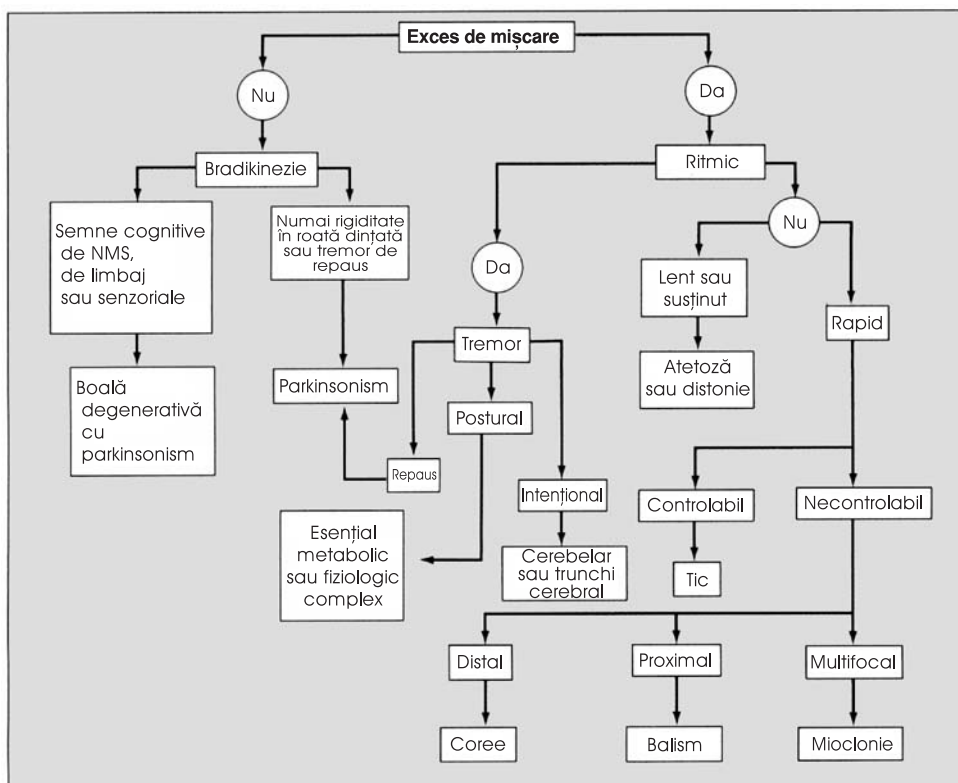 Exces de mișcare
Nu
Da
Bradikinezie
Ritmic
Semne cognitive
de NMS,
de limbaj
sau senzoriale
Numai rigiditate
în roată dințată
sau tremor de
repaus
Da
Nu
Lent sau
susținut
Rapid
Tremor
Atetoză
sau distonie
Boală
degenerativă
cu
parkinsonism
Parkinsonism
Postural
Repaus
Intențional
Controlabil
Necontrolabil
Esențial
metabolic
sau fiziologic
complex
Cerebelar
sau trunchi
cerebral
Tic
Distal
Proximal
Multifocal
Coree
Balism
Mioclonie